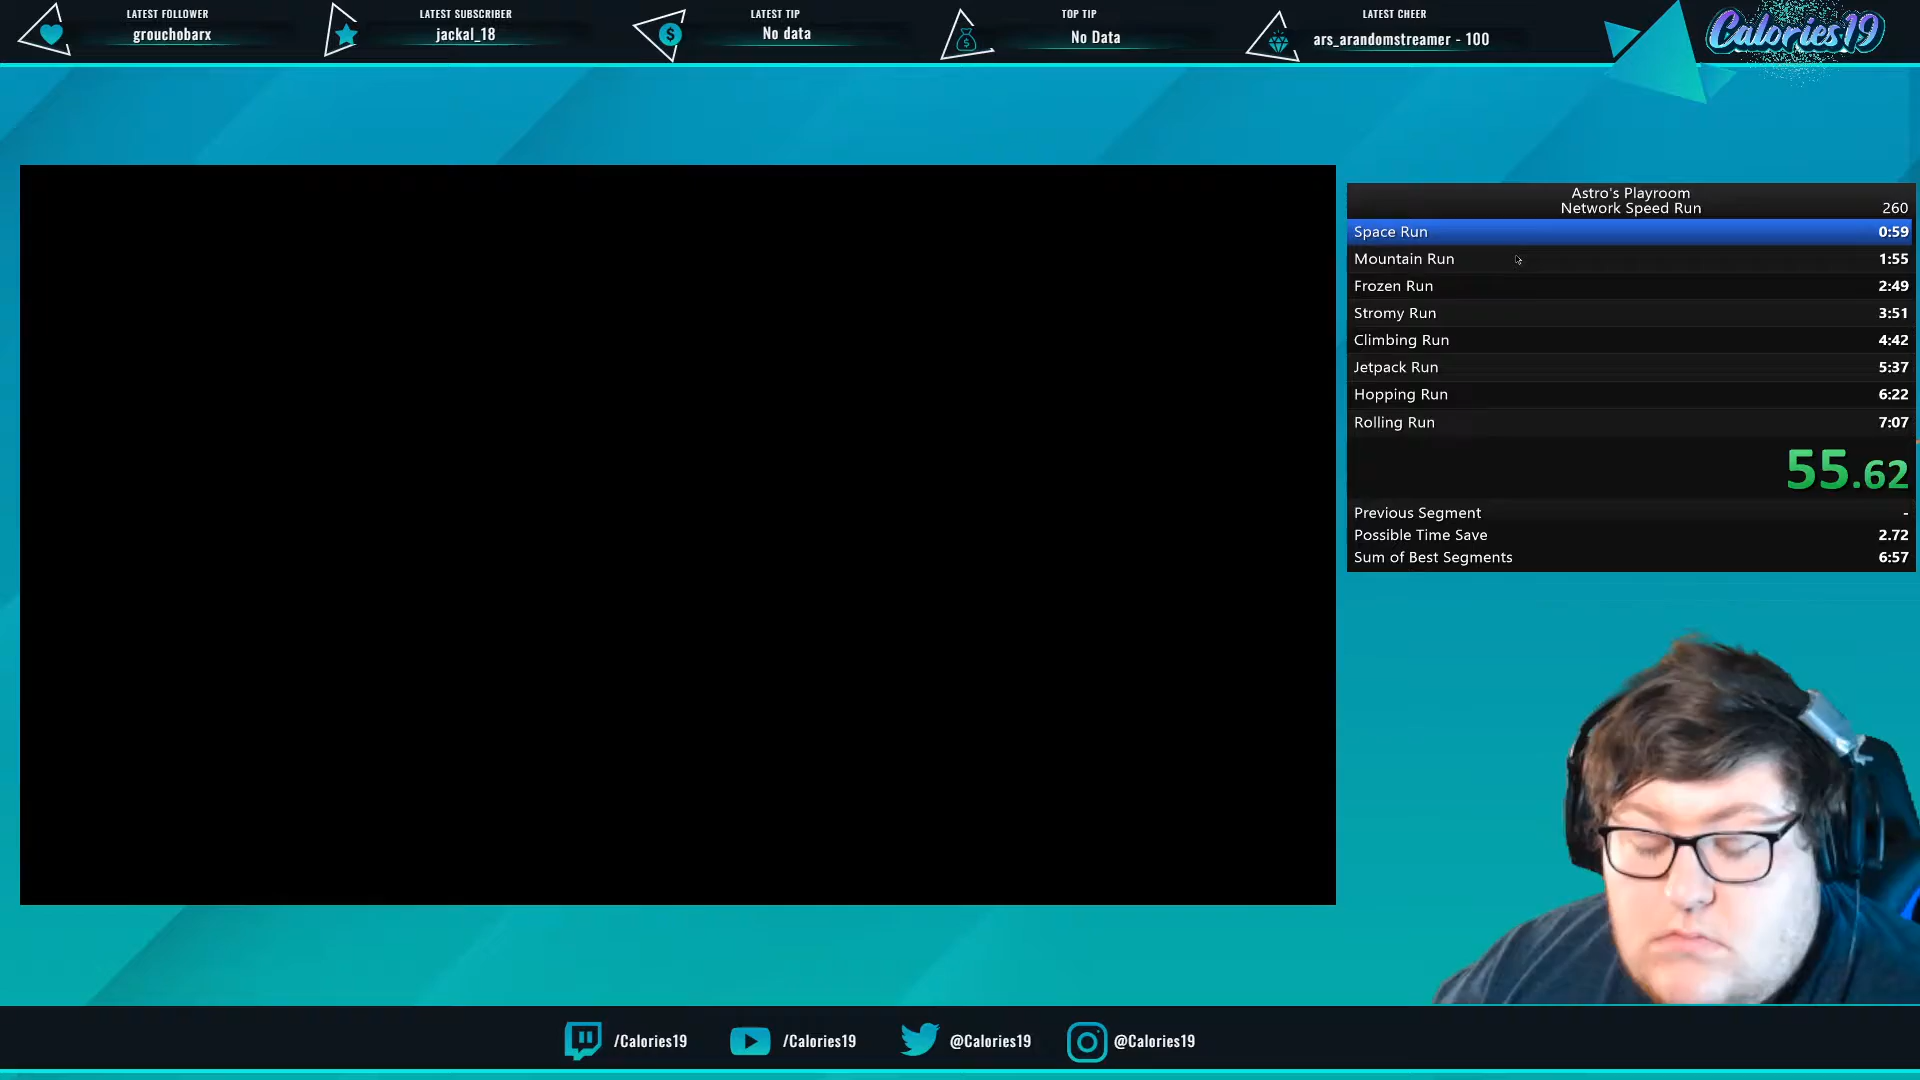 LATEST FOLLOWER
grouchobarx
LATEST SUBSCRIBER
jackal_18
LATEST TIP
No data
TOP TIP
No Data
LATEST CHEER
ars_arandomstreamer - 100
Calories19
Astro's Playroom
Network Speed Run 260
Space Run 0:59
Mountain Run 1:55
Frozen Run 2:49
Stromy Run 3:51
Climbing Run 4:42
Jetpack Run 5:37
Hopping Run 6:22
Rolling Run 7:07
55.62
Previous Segment -
Possible Time Save 2.72
Sum of Best Segments 6:57
/Calories19
/Calories19
@Calories19
@Calories19